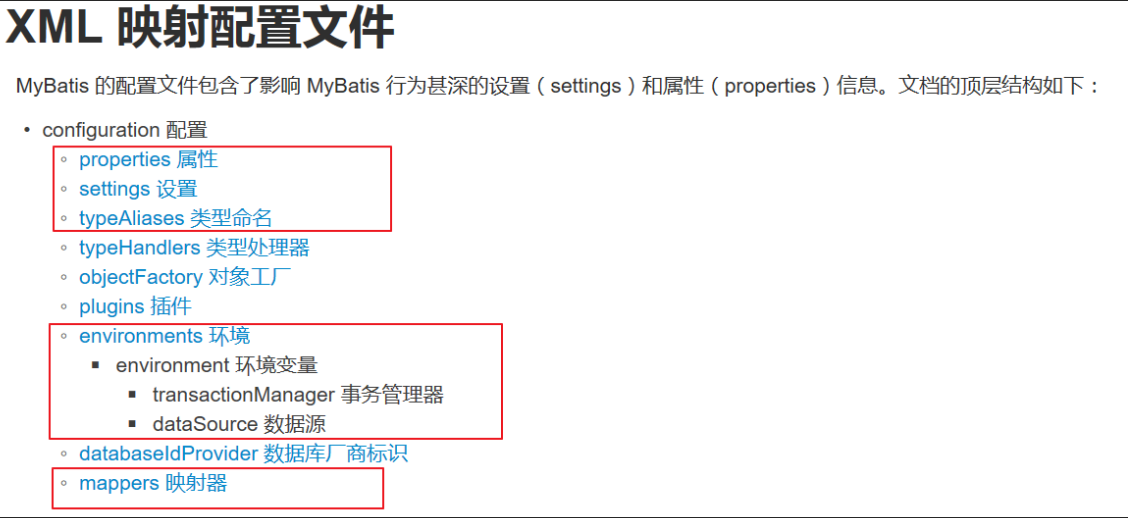 XML 映射配置文件
MyBatis 的配置文件包含了影响 MyBatis 行为甚深的设置（settings）和属性（properties）信息。文档的顶层结构如下：
• configuration 配置
◦ properties 属性
◦ settings 设置
◦ typeAliases 类型命名
◦ typeHandlers 类型处理器
◦ objectFactory 对象工厂
◦ plugins 插件
◦ environments 环境
▪ environment 环境变量
▪ transactionManager 事务管理器
▪ dataSource 数据源
◦ databaseIdProvider 数据库厂商标识
◦ mappers 映射器